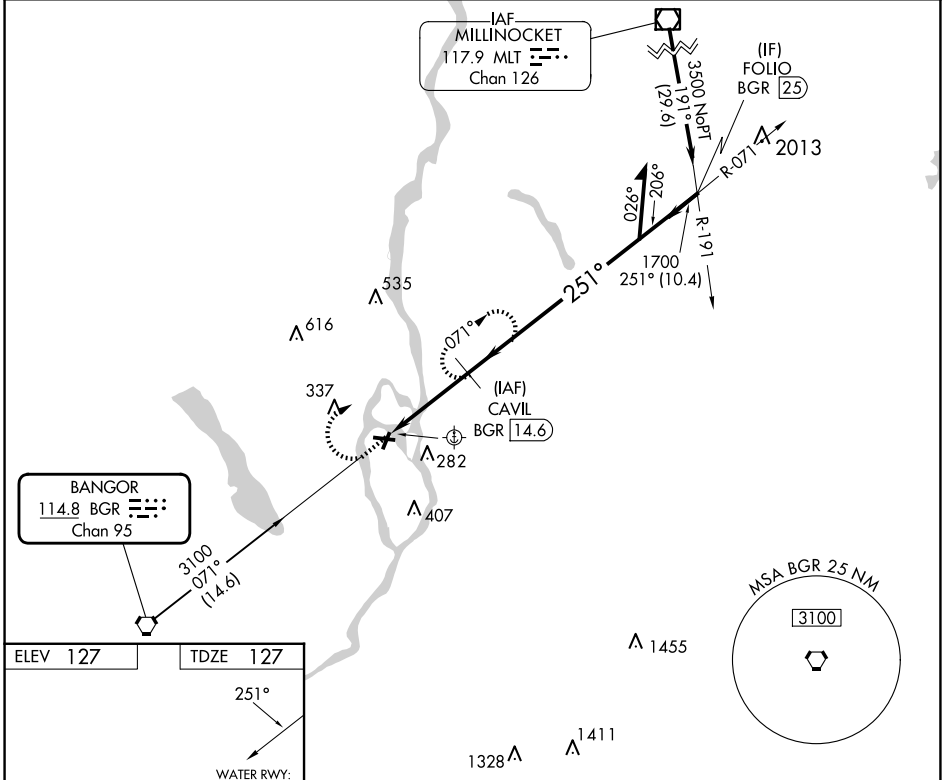 IAF
MILLINOCKET
117.9 MLT
Chan 126
(IF)
FOLIO
BGR 25
3500 NoPT
191°
(29.6)
2013
R-071
R-191
026°
206°
1700
251° (10.4)
251°
535
616
071°
(IAF)
CAVIL
BGR 14.6
337
282
407
BANGOR
114.8 BGR
Chan 95
3100
071°
(14.6)
MSA BGR 25 NM
3100
1455
1411
1328
ELEV 127
TDZE 127
251°
WATER RWY: